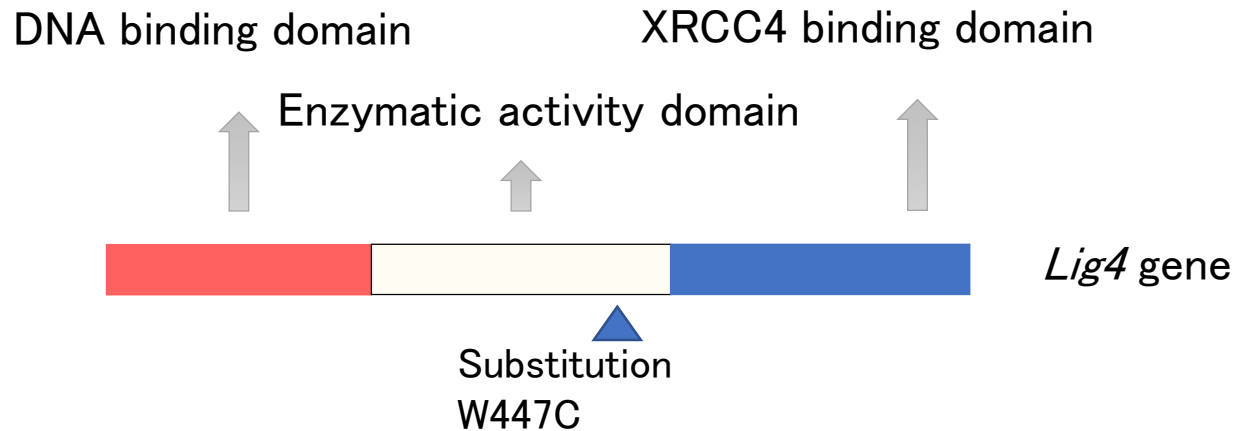 DNA binding domain
XRCC4 binding domain
Enzymatic activity domain
Lig4 gene
Substitution
W447C